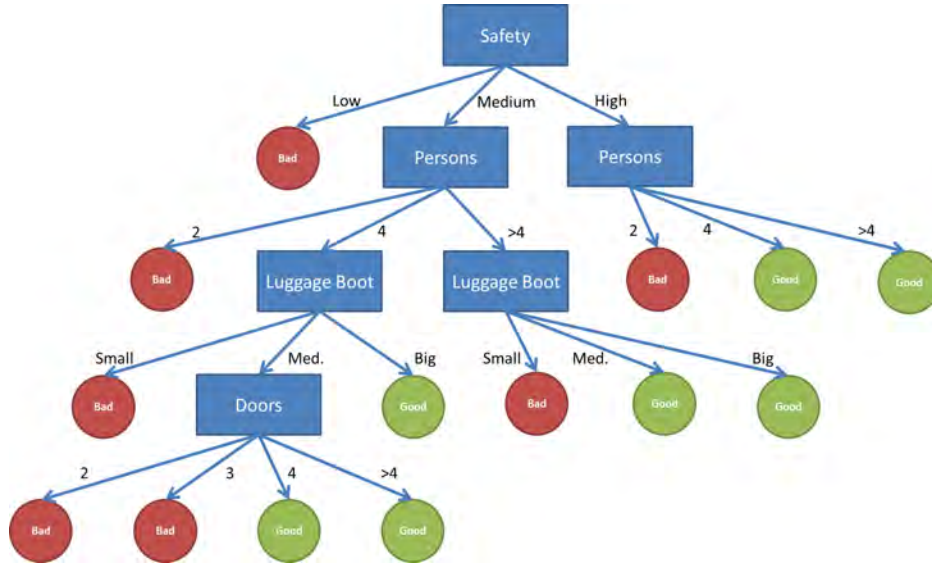 Safety
Low
Medium
High
Bad
Persons
Persons
2
4
>4
2
4
>4
Bad
Luggage Boot
Luggage Boot
Bad
Good
Good
Small
Med.
Big
Small
Med.
Big
Bad
Doors
Good
Bad
Good
Good
2
3
4
>4
Bad
Bad
Good
Good